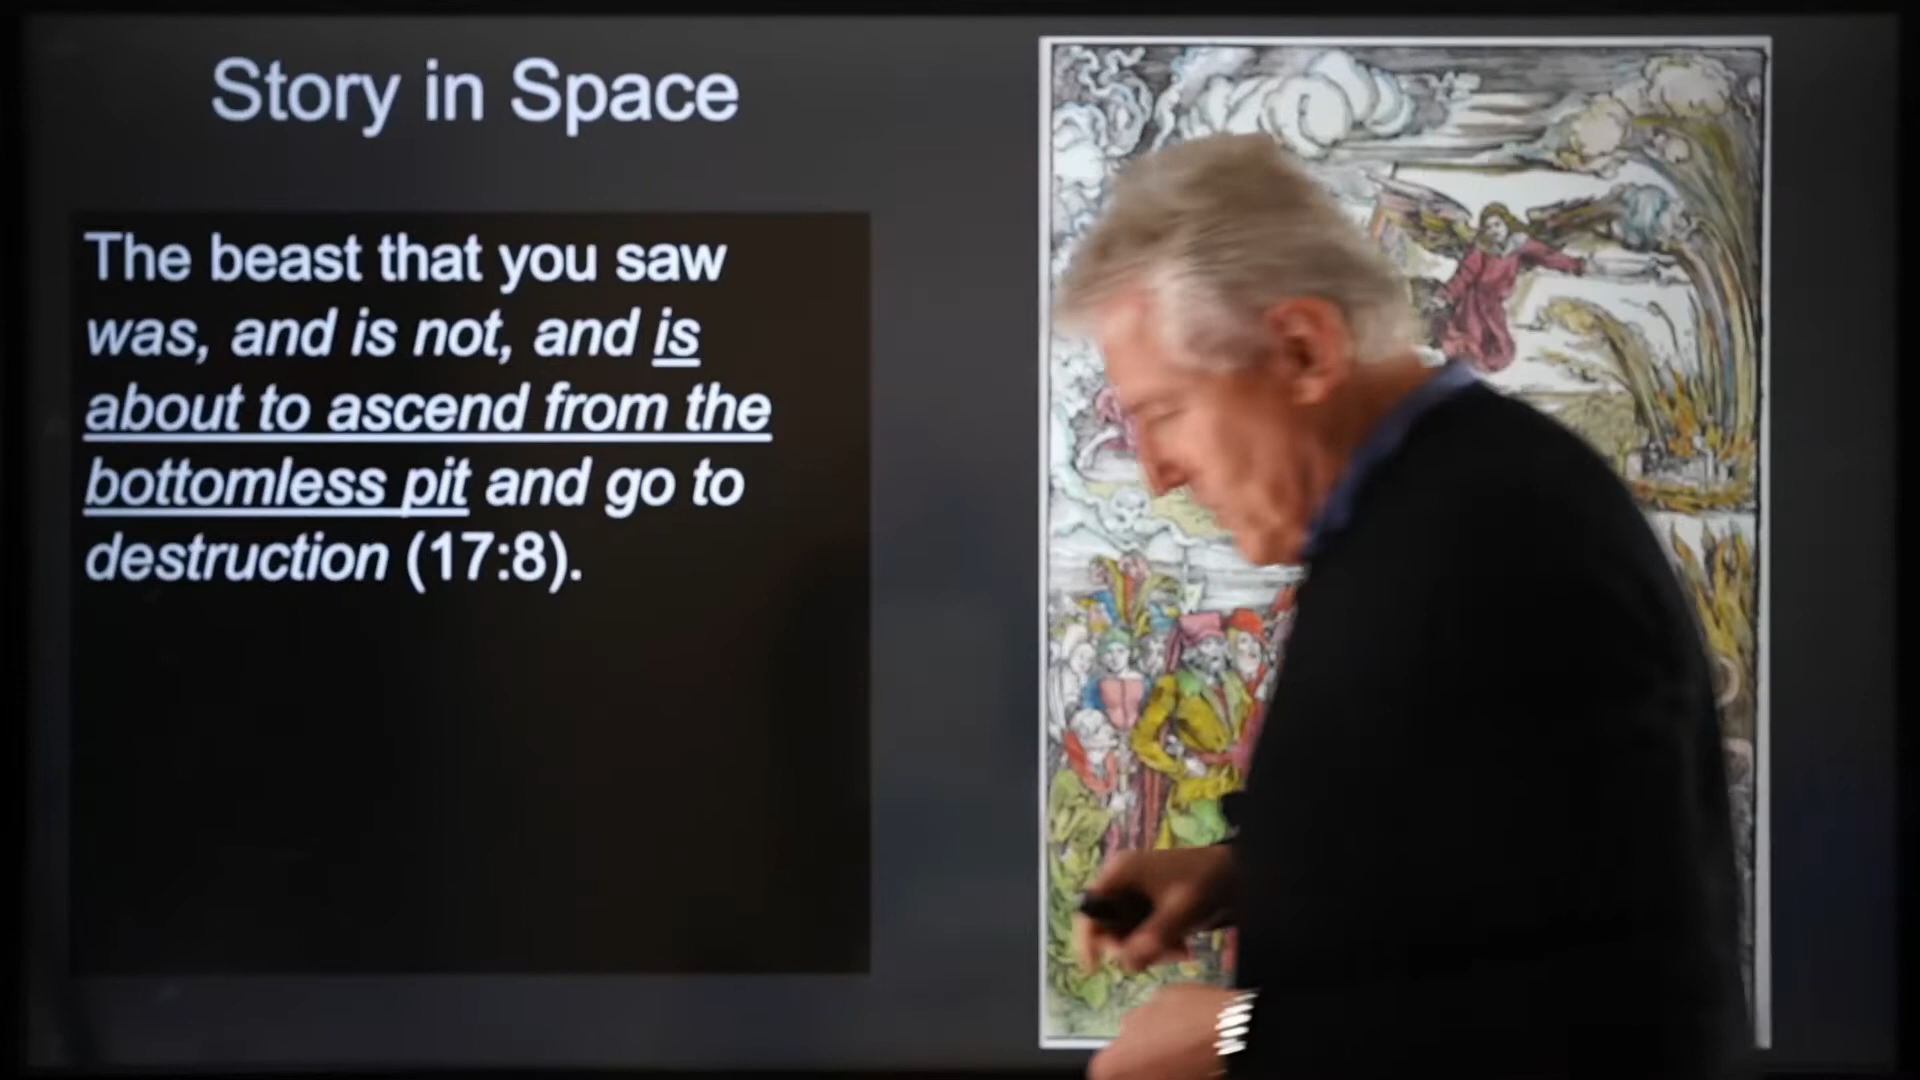 Story in Space
The beast that you saw
was, and is not, and is
about to ascend from the
bottomless pit and go to
destruction (17:8).